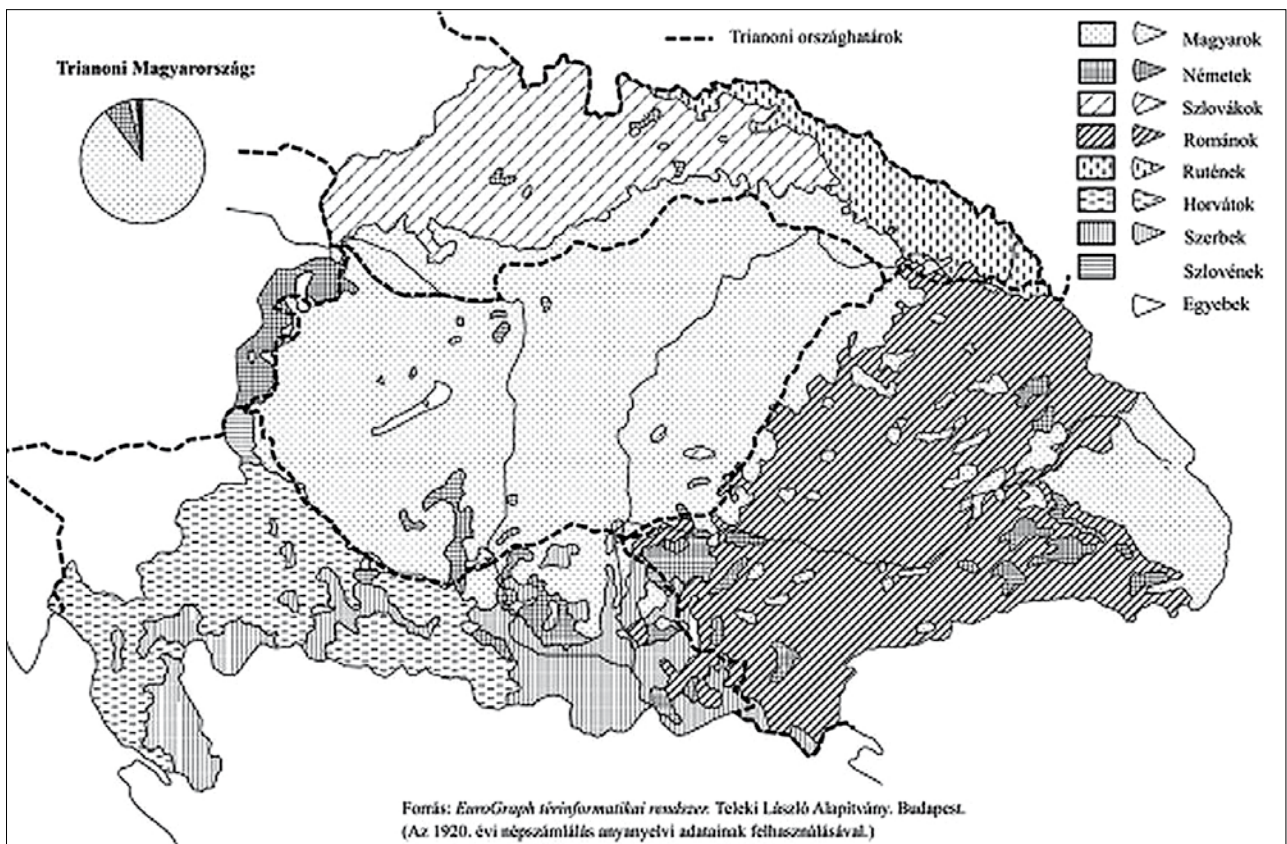 Trianoni országhatárok
Trianoni Magyarország:
Magyarok
Németek
Szlovákok
Románok
Rutének
Horvátok
Szerbek
Szlovének
Egyebek
Forrás: EuroGraph térinformatikai rendszer. Teleki László Alapítvány. Budapest.
(Az 1920. évi népszámlálás anyanyelvi adatainak felhasználásával.)